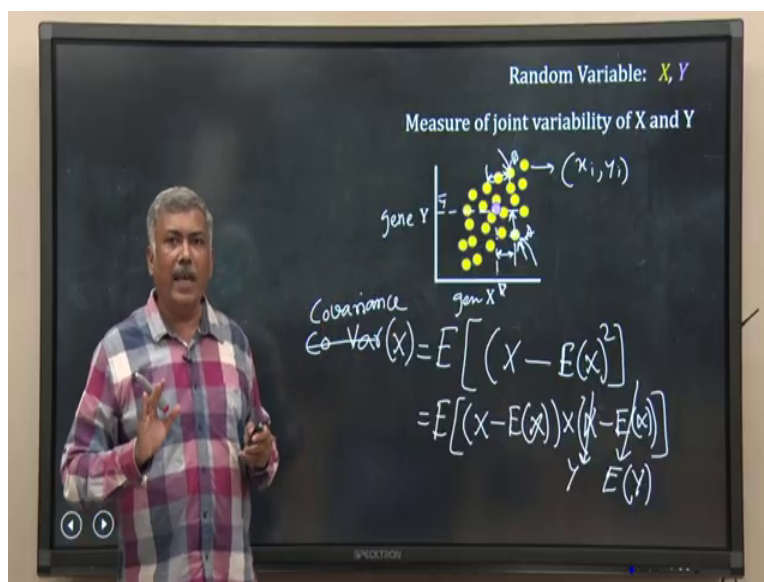 Random Variable: X, Y
Measure of joint variability of X and Y
(xi, yi)
gene Y
gen X
Covariance
Co Var(X) = E[(X - E(X)²]
= E[(X - E(X)) x (X - E(X))]
Y E(Y)
SPECKTRON